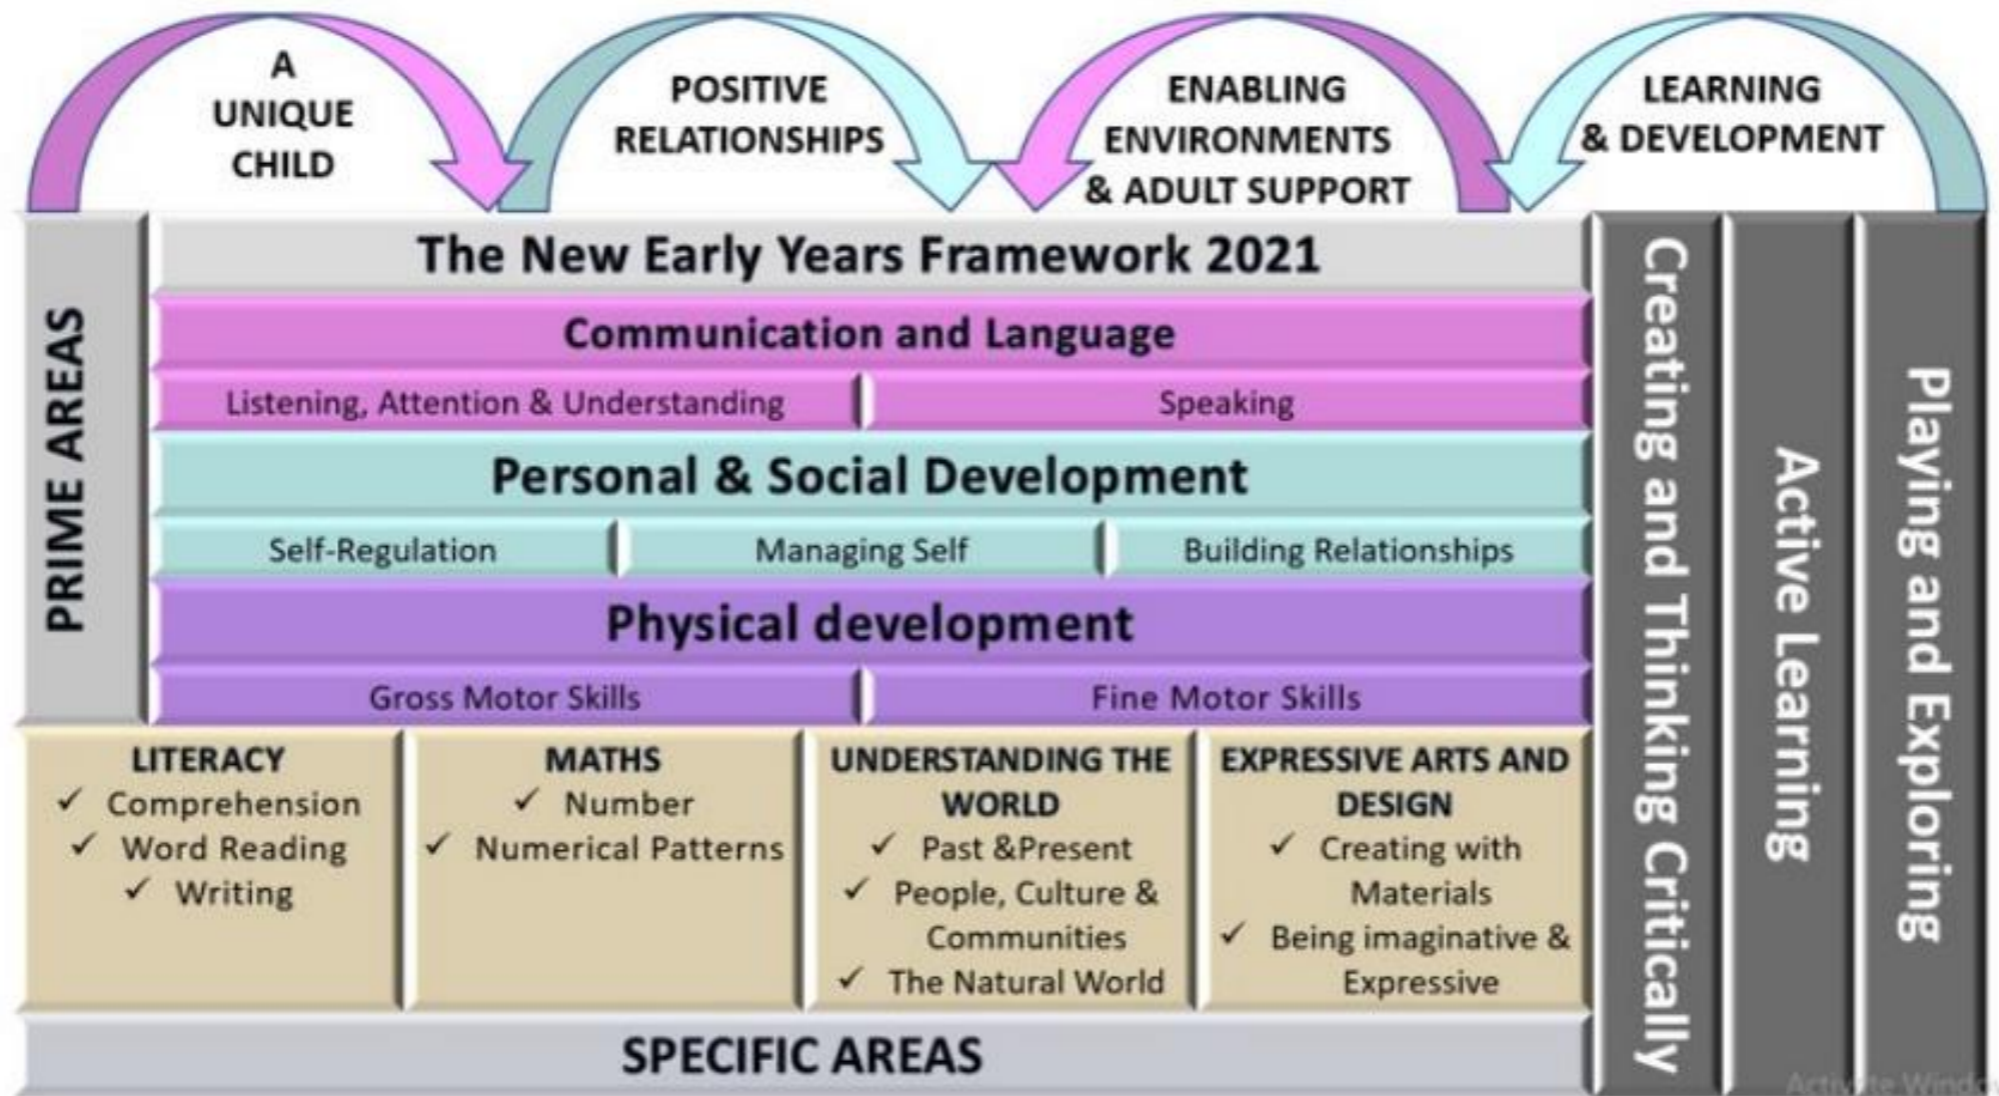 A
UNIQUE
CHILD
POSITIVE
RELATIONSHIPS
ENABLING
ENVIRONMENTS
& ADULT SUPPORT
LEARNING
& DEVELOPMENT
PRIME AREAS
The New Early Years Framework 2021
Communication and Language
Listening, Attention & Understanding
Speaking
Personal & Social Development
Self-Regulation
Managing Self
Building Relationships
Physical development
Gross Motor Skills
Fine Motor Skills
LITERACY
✓ Comprehension
✓ Word Reading
✓ Writing
MATHS
✓ Number
✓ Numerical Patterns
UNDERSTANDING THE
WORLD
✓ Past &Present
✓ People, Culture &
Communities
✓ The Natural World
EXPRESSIVE ARTS AND
DESIGN
✓ Creating with
Materials
✓ Being imaginative &
Expressive
SPECIFIC AREAS
Creating and Thinking Critically
Active Learning
Playing and Exploring
Activate Windo